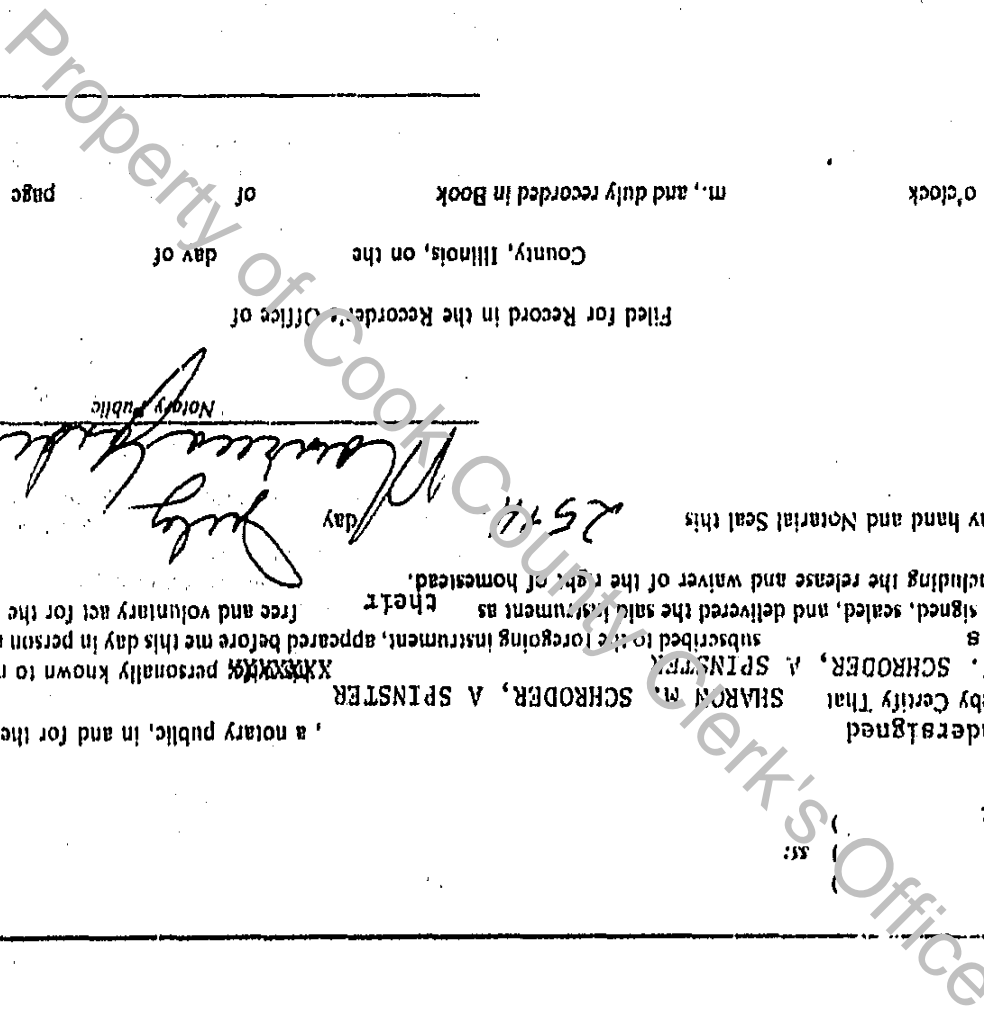 )
) ss:
)
ndersigned , a notary public, in and for the
eby Certify That SHARON M. SCHRODER, A SPINSTER
. SCHRODER, A SPINSTER personally known to
s subscribed to the foregoing instrument, appeared before me this day in person
signed, sealed, and delivered the said instrument as their free and voluntary act for the
cluding the release and waiver of the right of homestead.
y hand and Notarial Seal this 25th day July
Notary Public
Filed for Record in the Recorder's Office of
County, Illinois, on the day of
o'clock m., and duly recorded in Book of page
Property of Cook County Clerk's Office